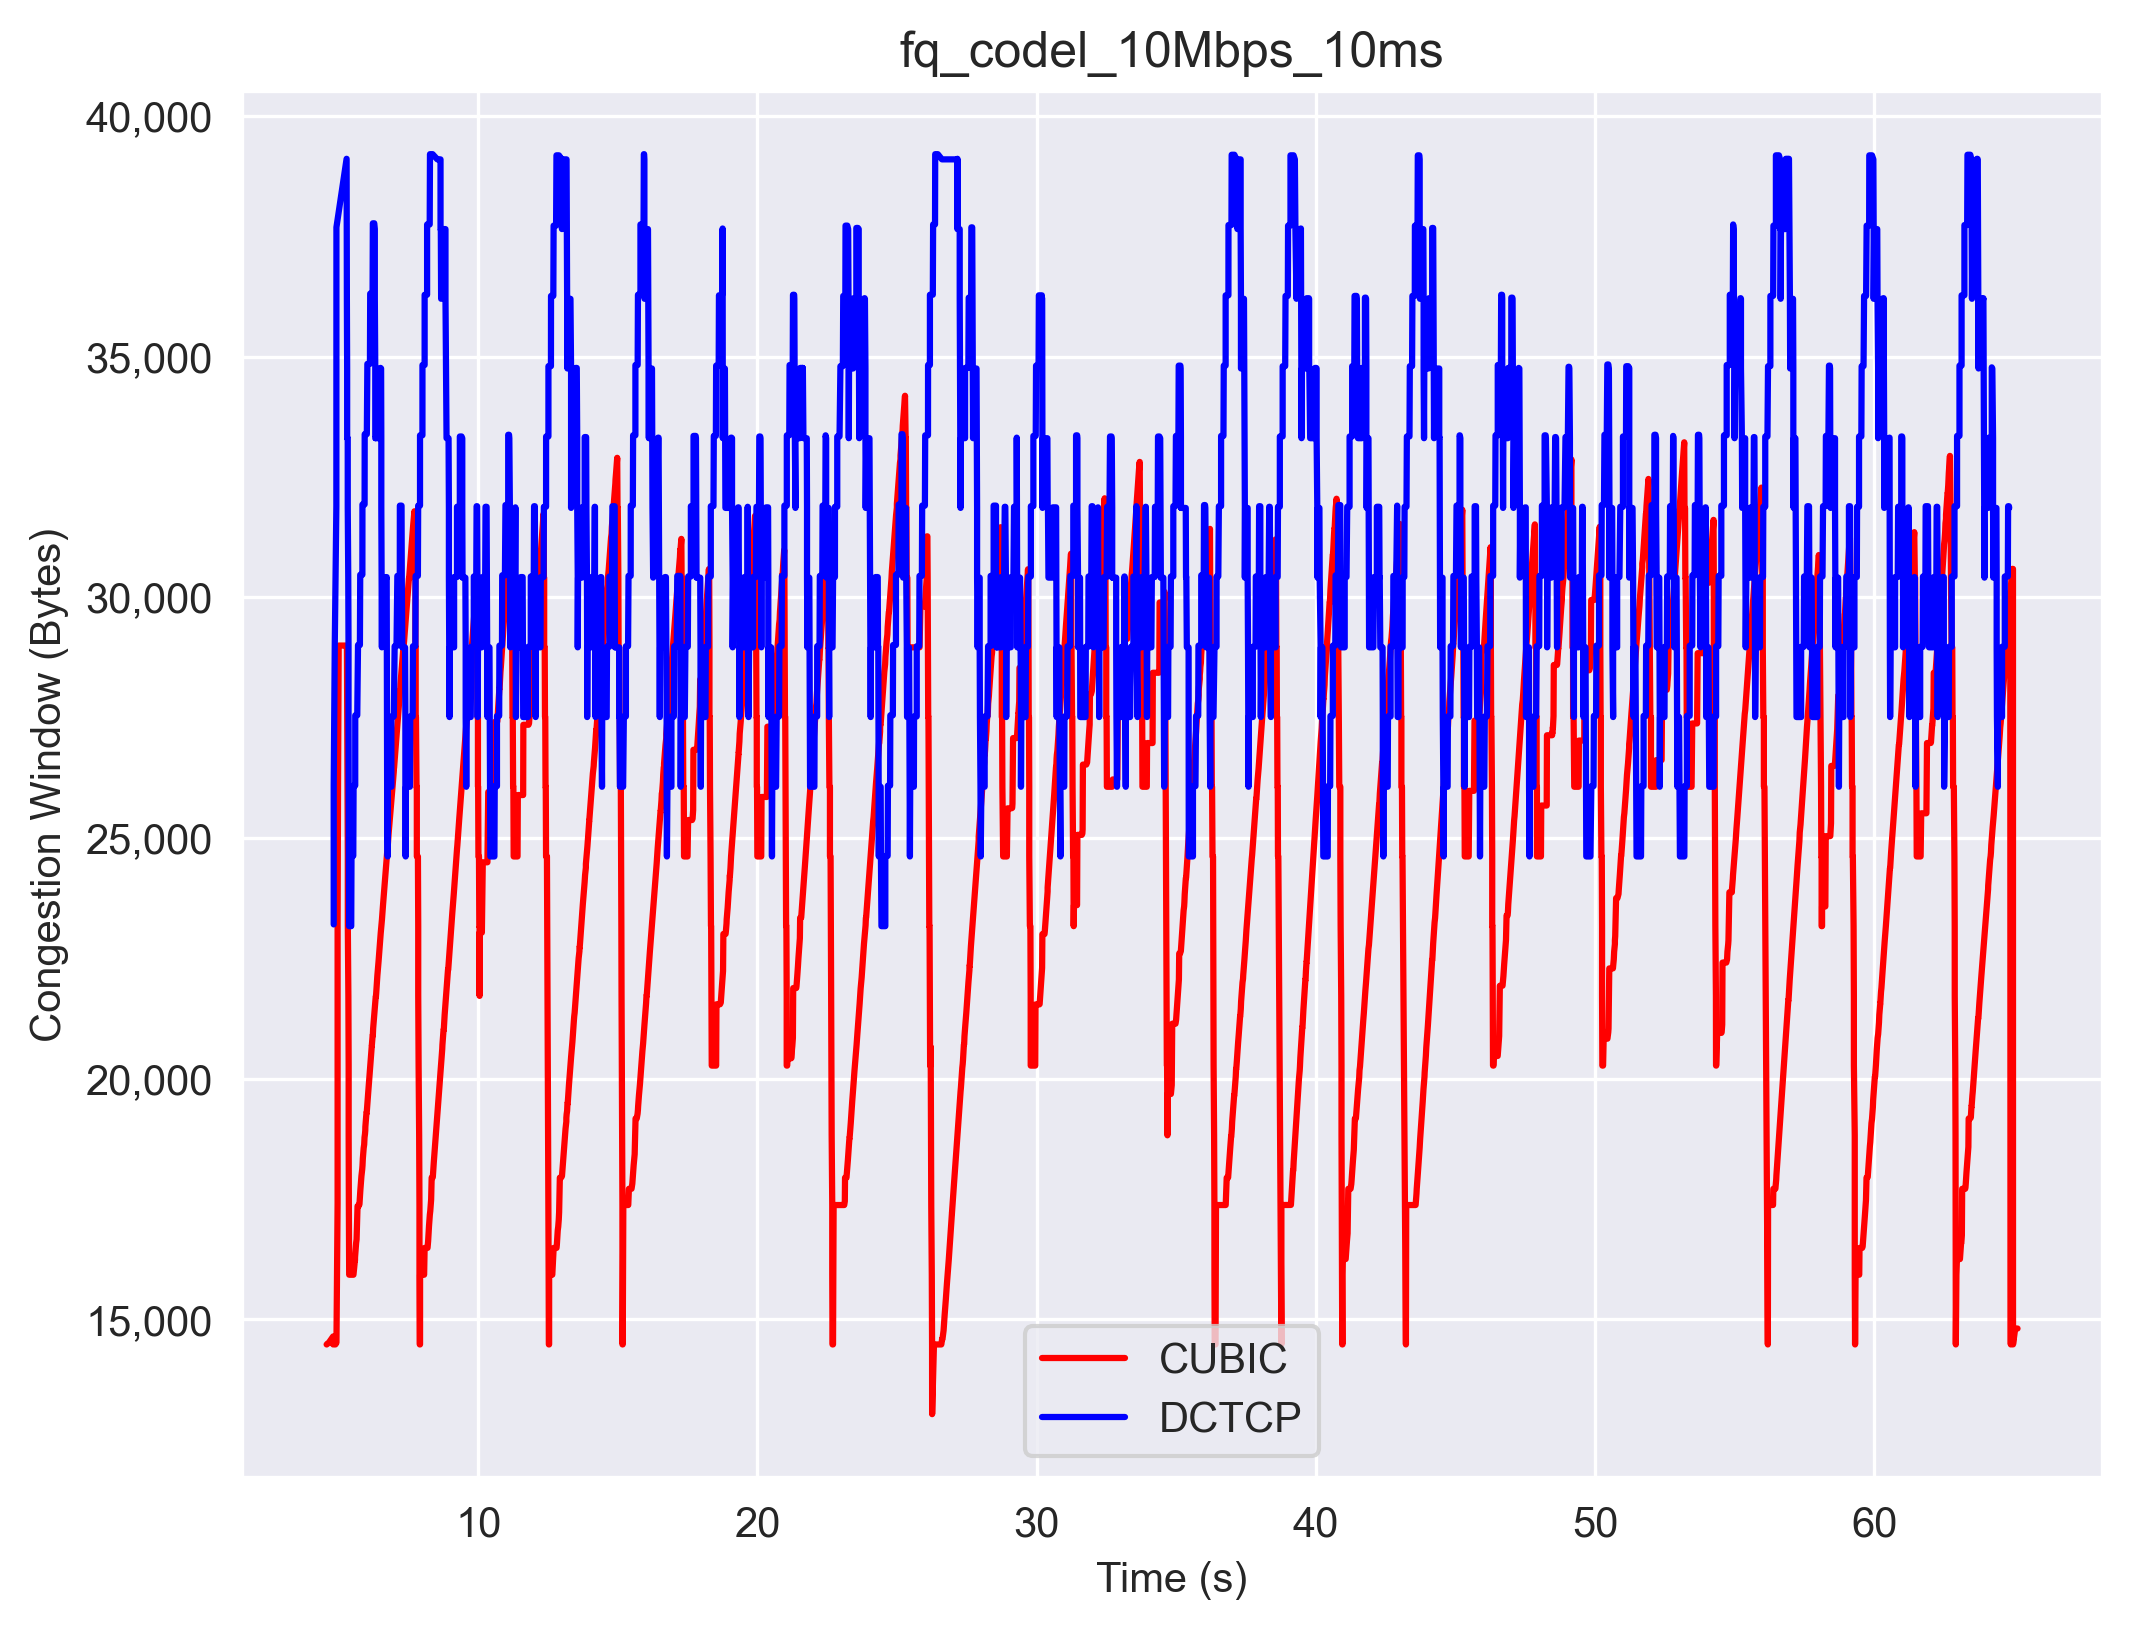 fq_codel_10Mbps_10ms
40,000
35,000
30,000
25,000
20,000
15,000
Congestion Window (Bytes)
CUBIC
DCTCP
10 20 30 40 50 60
Time (s)